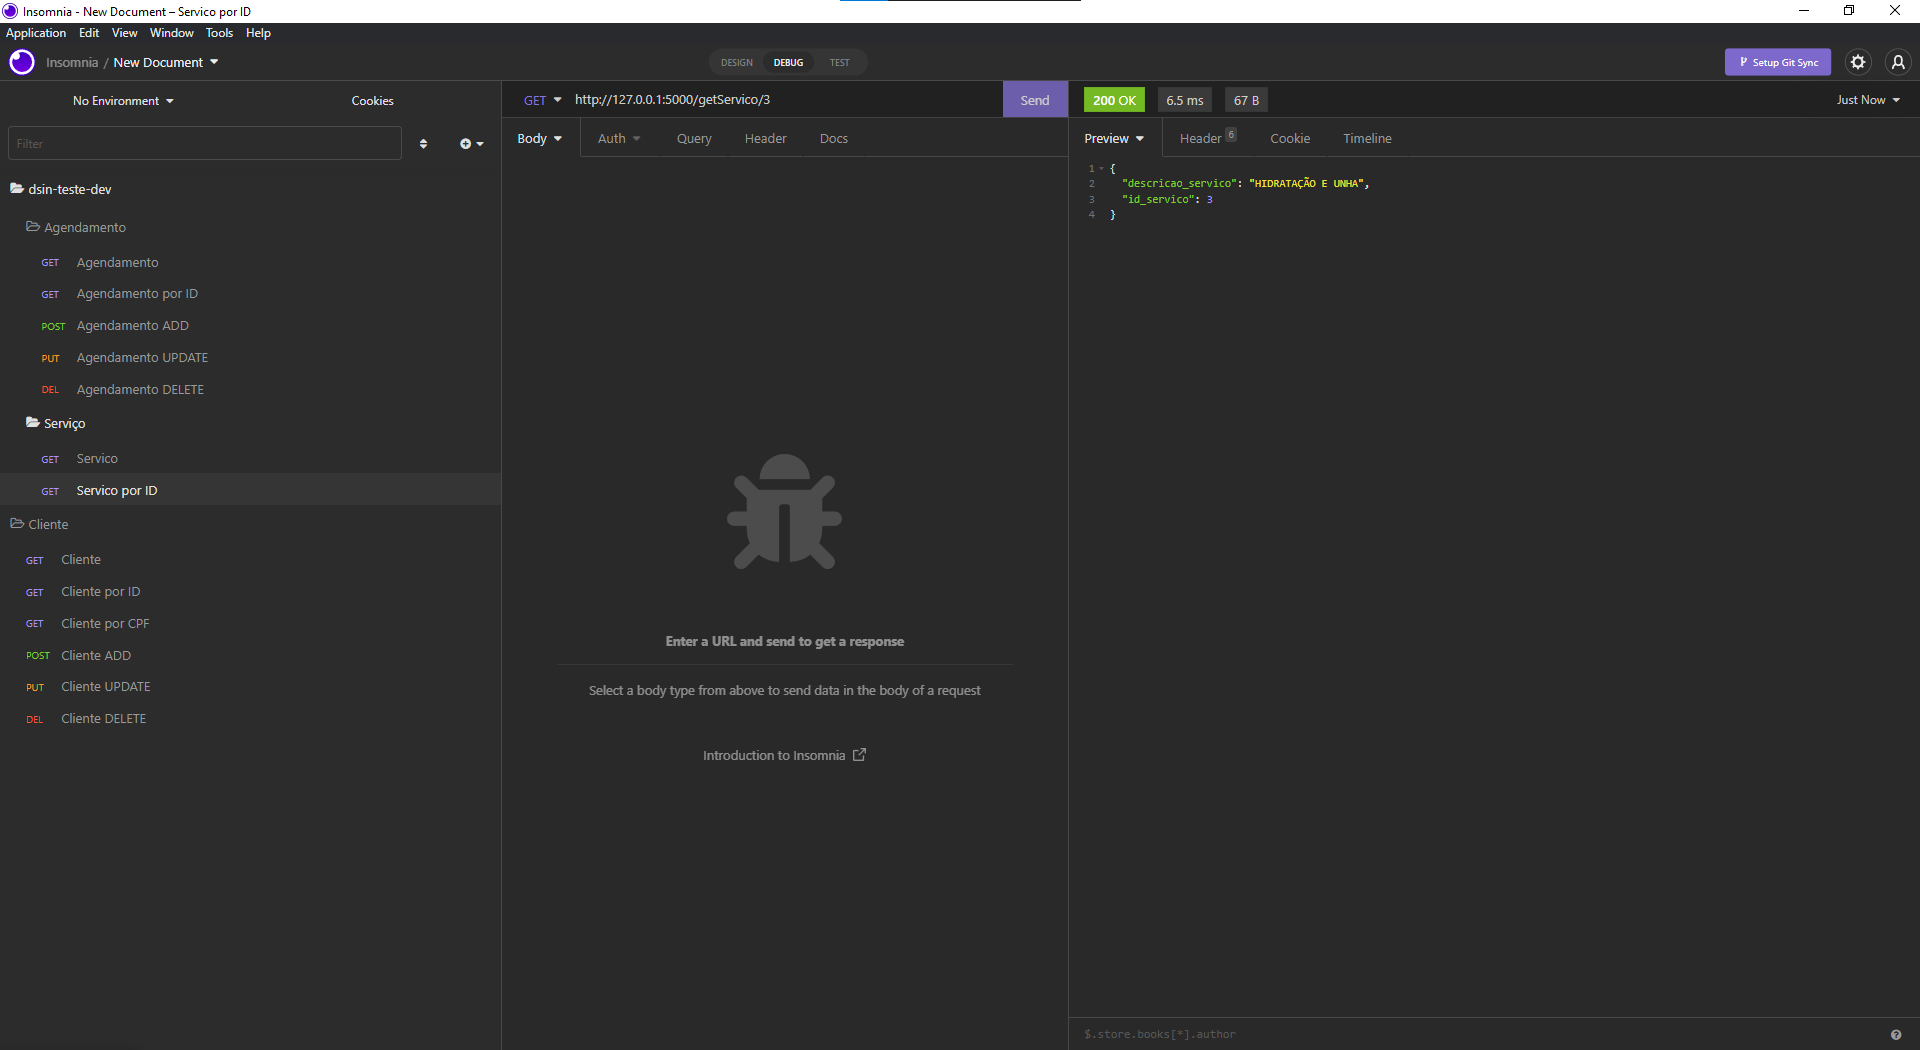 Insomnia - New Document – Servico por ID
Application Edit View Window Tools Help
Insomnia / New Document
DESIGN DEBUG TEST
Setup Git Sync
No Environment
Cookies
Filter
dsin-teste-dev
Agendamento
GET Agendamento
GET Agendamento por ID
POST Agendamento ADD
PUT Agendamento UPDATE
DEL Agendamento DELETE
Serviço
GET Servico
GET Servico por ID
Cliente
GET Cliente
GET Cliente por ID
GET Cliente por CPF
POST Cliente ADD
PUT Cliente UPDATE
DEL Cliente DELETE
GET http://127.0.0.1:5000/getServico/3 Send
Body Auth Query Header Docs
Enter a URL and send to get a response
Select a body type from above to send data in the body of a request
Introduction to Insomnia
200 OK 6.5 ms 67 B Just Now
Preview Header 6 Cookie Timeline
1 {
2 "descricao_servico": "HIDRATAÇÃO E UNHA",
3 "id_servico": 3
4 }
$.store.books[*].author